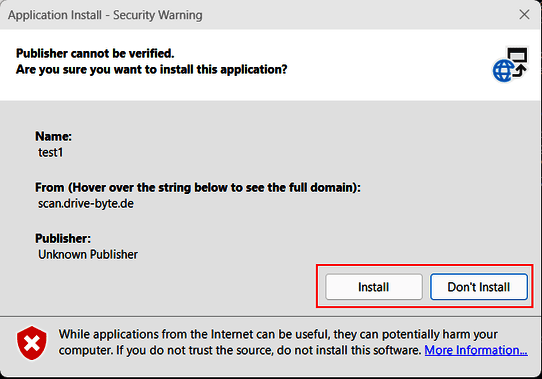 Application Install - Security Warning
Publisher cannot be verified.
Are you sure you want to install this application?
Name:
test1
From (Hover over the string below to see the full domain):
scan.drive-byte.de
Publisher:
Unknown Publisher
Install
Don't Install
While applications from the Internet can be useful, they can potentially harm your
computer. If you do not trust the source, do not install this software. More Information...